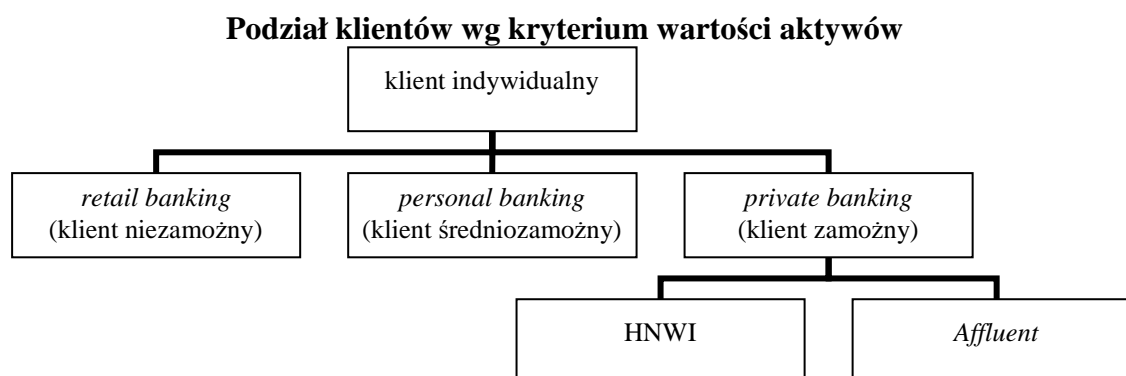 Podział klientów wg kryterium wartości aktywów
klient indywidualny
retail banking
(klient niezamożny)
personal banking
(klient średniozamożny)
private banking
(klient zamożny)
HNWI
Affluent